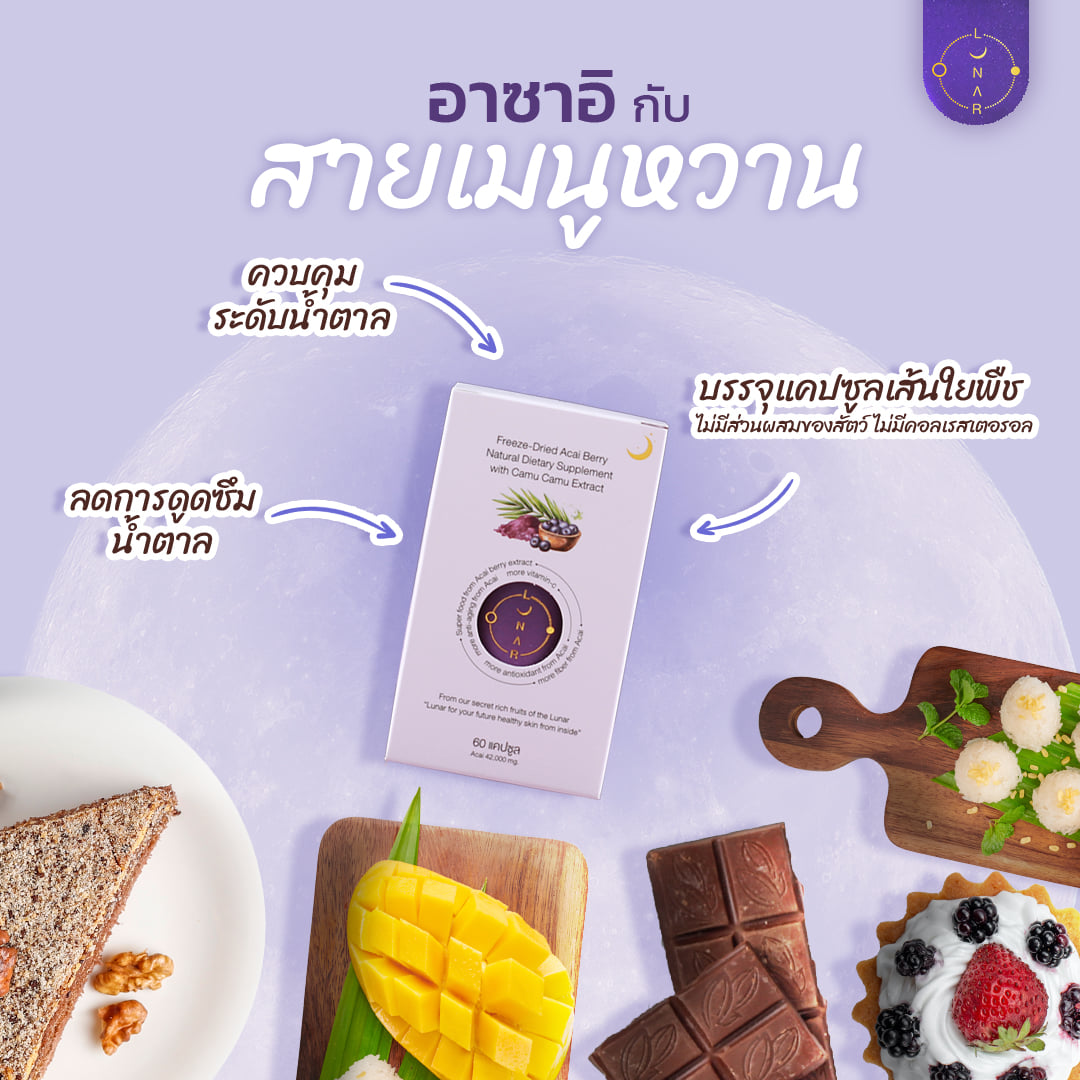 LUNAR
อาซาอิ กับ
สายเมนูหวาน
ควบคุม
ระดับน้ำตาล
บรรจุแคปซูลเส้นใยพืช
ไม่มีส่วนผสมของสัตว์ ไม่มีคอลเรสเตอรอล
ลดการดูดซึม
น้ำตาล
Freeze-Dried Acai Berry
Natural Dietary Supplement
with Camu Camu Extract
Super food from Acai berry extract
more vitamin-c
more anti-aging from Acai
LUNAR
more antioxidant from Acai
more fiber from Acai
From our secret rich fruits of the Lunar
"Lunar for your future healthy skin from inside"
60 แคปซูล
Acai 42,000 mg.